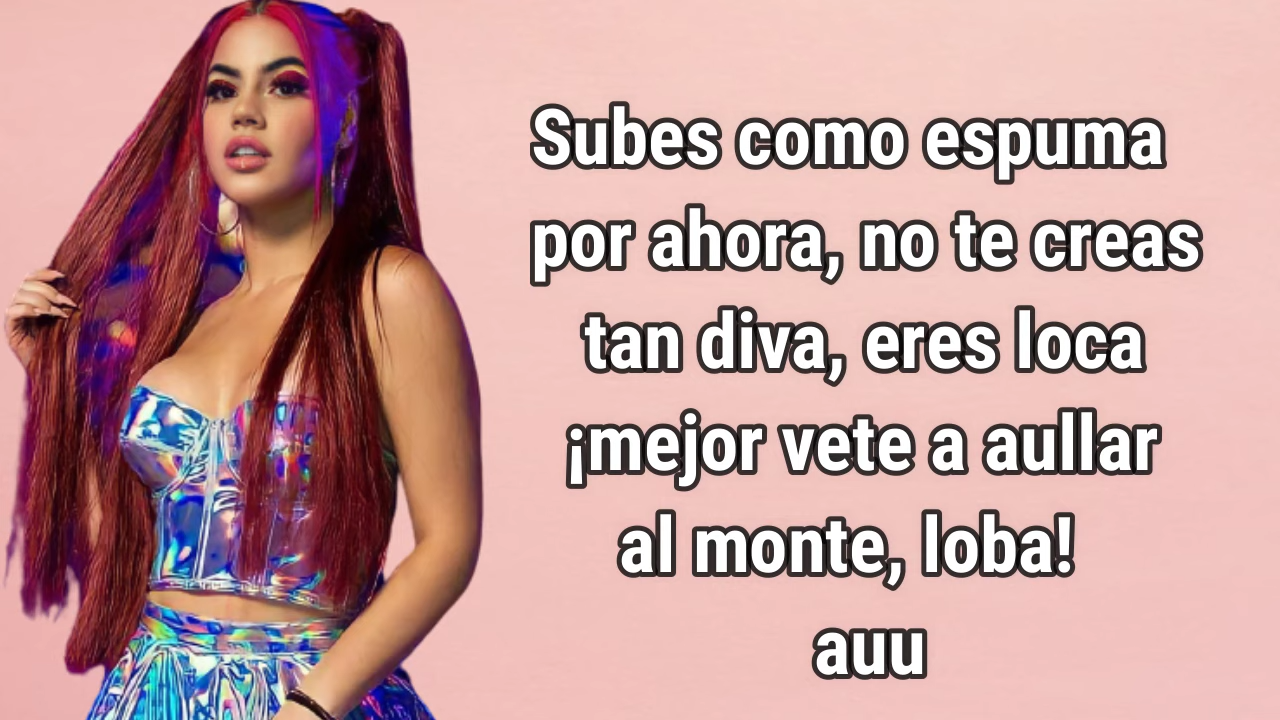 Subes como espuma
por ahora, no te creas
tan diva, eres loca
¡mejor vete a aullar
al monte, loba!
auu